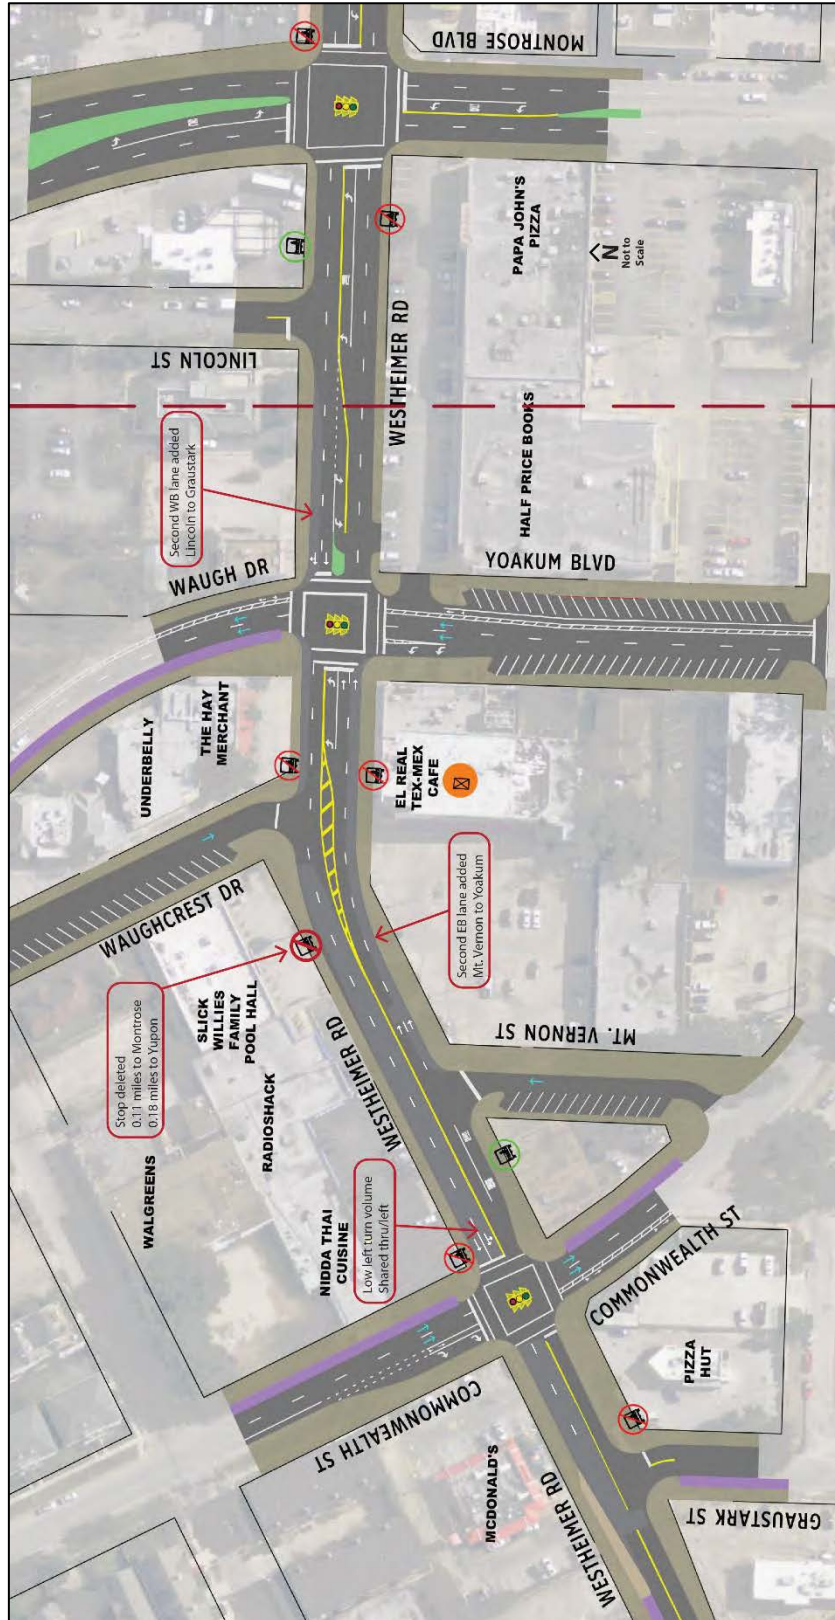 MONTROSE BLVD
PAPA JOHN'S
PIZZA
N
Not to
Scale
LINCOLN ST
WESTHEIMER RD
HALF PRICE BOOKS
Second WB lane added
Lincoln to Graustark
WAUGH DR
YOAKUM BLVD
UNDERBELLY
THE HAY
MERCHANT
EL REAL
TEX-MEX
CAFE
WAUGHCREST DR
Second EB lane added
Mt. Vernon to Yoakum
Stop deleted
0.11 miles to Montrose
0.18 miles to Yupon
SLICK
WILLIES
FAMILY
POOL HALL
MT. VERNON ST
WALGREENS
RADIOSHACK
WESTHEIMER RD
NIDDA THAI
CUISINE
Low left turn volume
Shared thru/left
COMMONWEALTH ST
COMMONWEALTH ST
PIZZA
HUT
MCDONALD'S
WESTHEIMER RD
GRAUSTARK ST